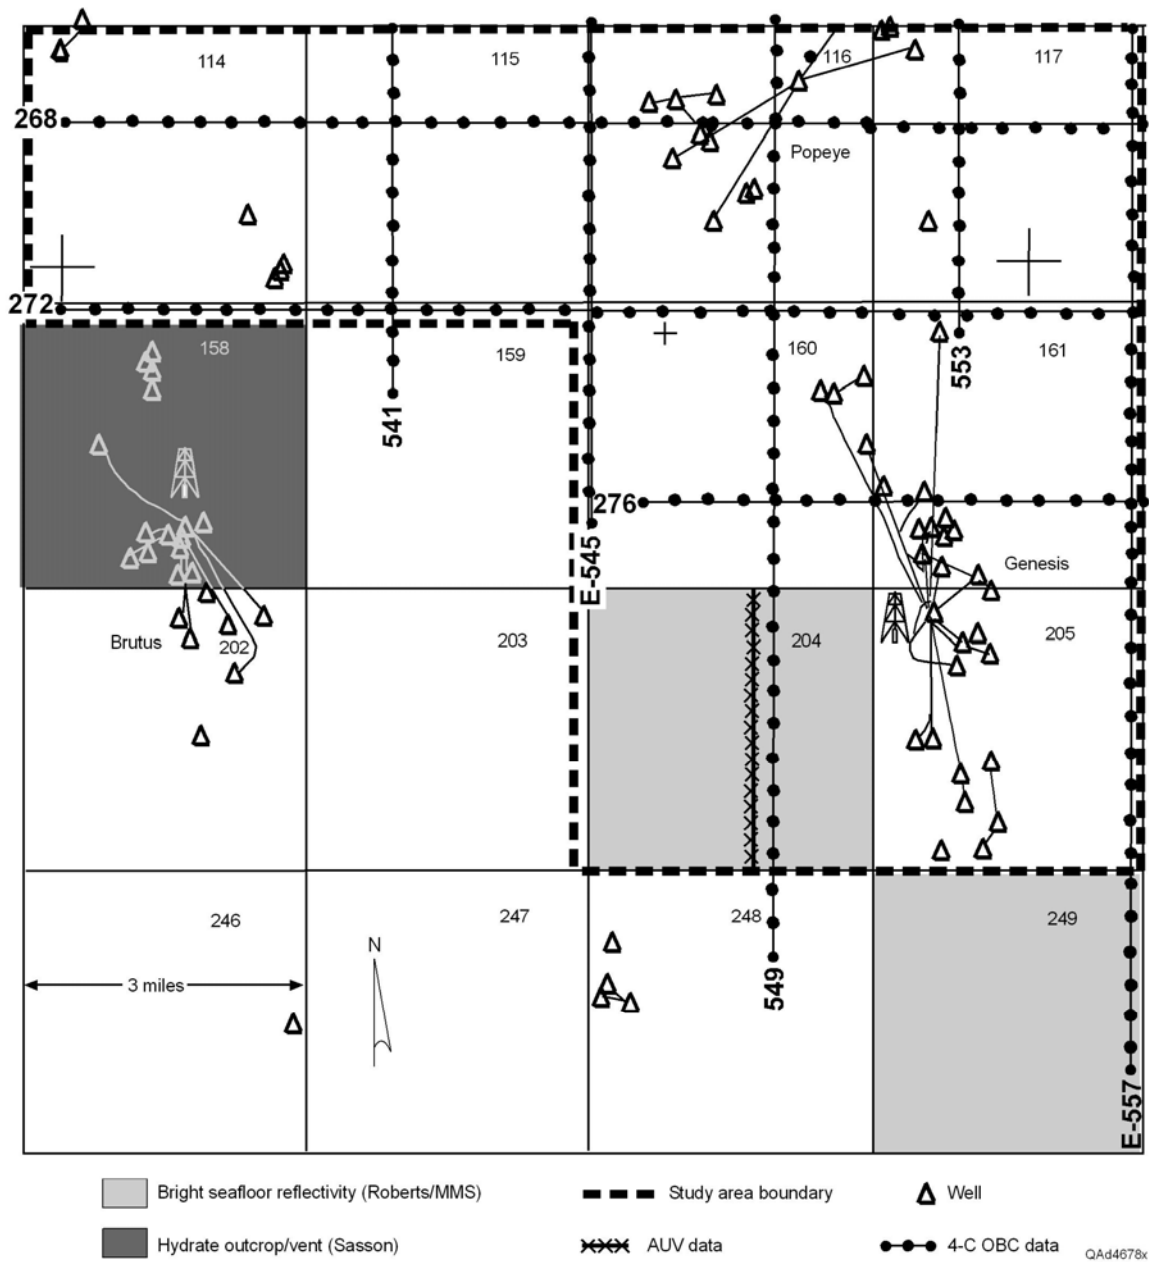 114
115
116
117
268
Popeye
272
158
159
160
161
541
553
276
E-545
Genesis
Brutus
202
203
204
205
246
247
248
249
N
3 miles
549
E-557
Bright seafloor reflectivity (Roberts/MMS)
Study area boundary
Well
Hydrate outcrop/vent (Sasson)
AUV data
4-C OBC data
QAd4678x